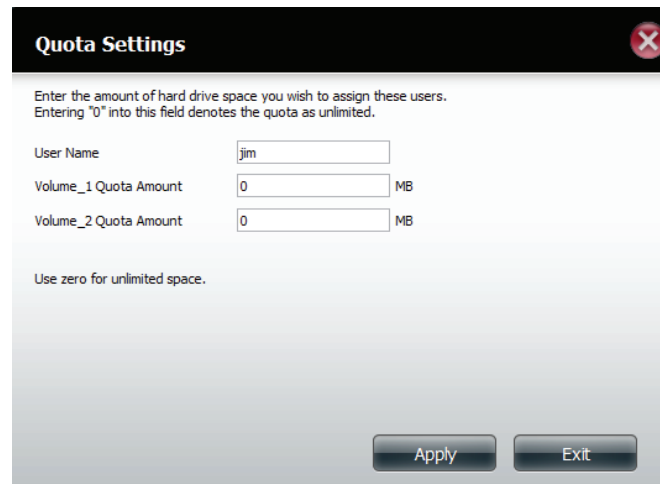 Quota Settings
Enter the amount of hard drive space you wish to assign these users.
Entering "0" into this field denotes the quota as unlimited.
User Name jim
Volume_1 Quota Amount 0 MB
Volume_2 Quota Amount 0 MB
Use zero for unlimited space.
Apply Exit